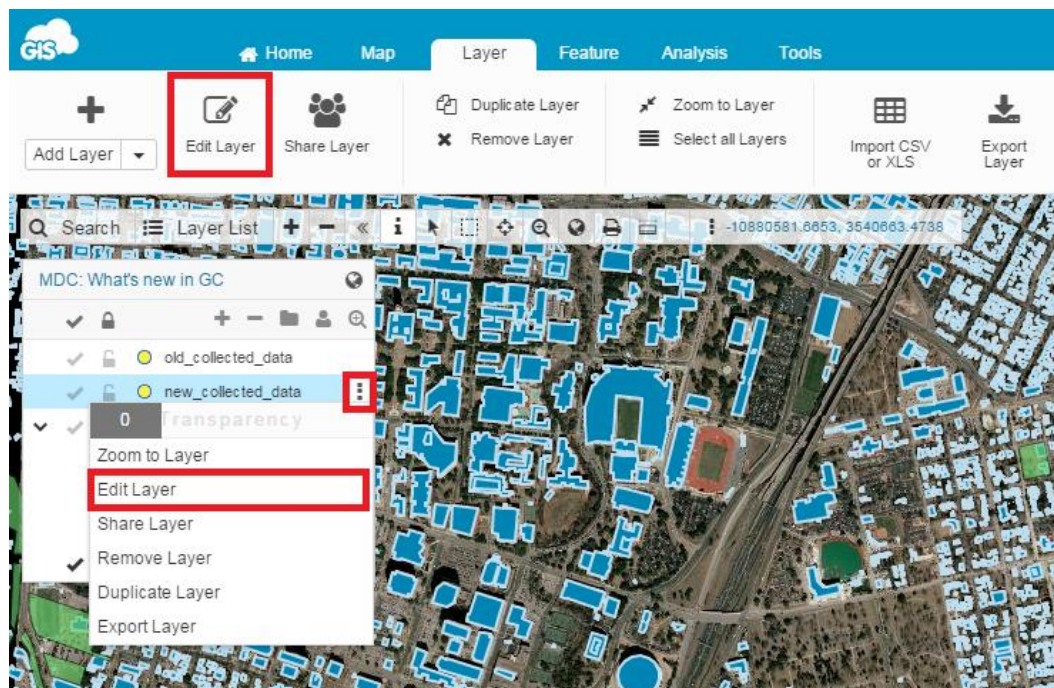 GIS
Home Map Layer Feature Analysis Tools
Add Layer
Edit Layer
Share Layer
Duplicate Layer
Remove Layer
Zoom to Layer
Select all Layers
Import CSV
or XLS
Export
Layer
Search Layer List -10880581.6653, 3540663.4738
MDC: What's new in GC
old_collected_data
new_collected_data
0 Transparency
Zoom to Layer
Edit Layer
Share Layer
Remove Layer
Duplicate Layer
Export Layer